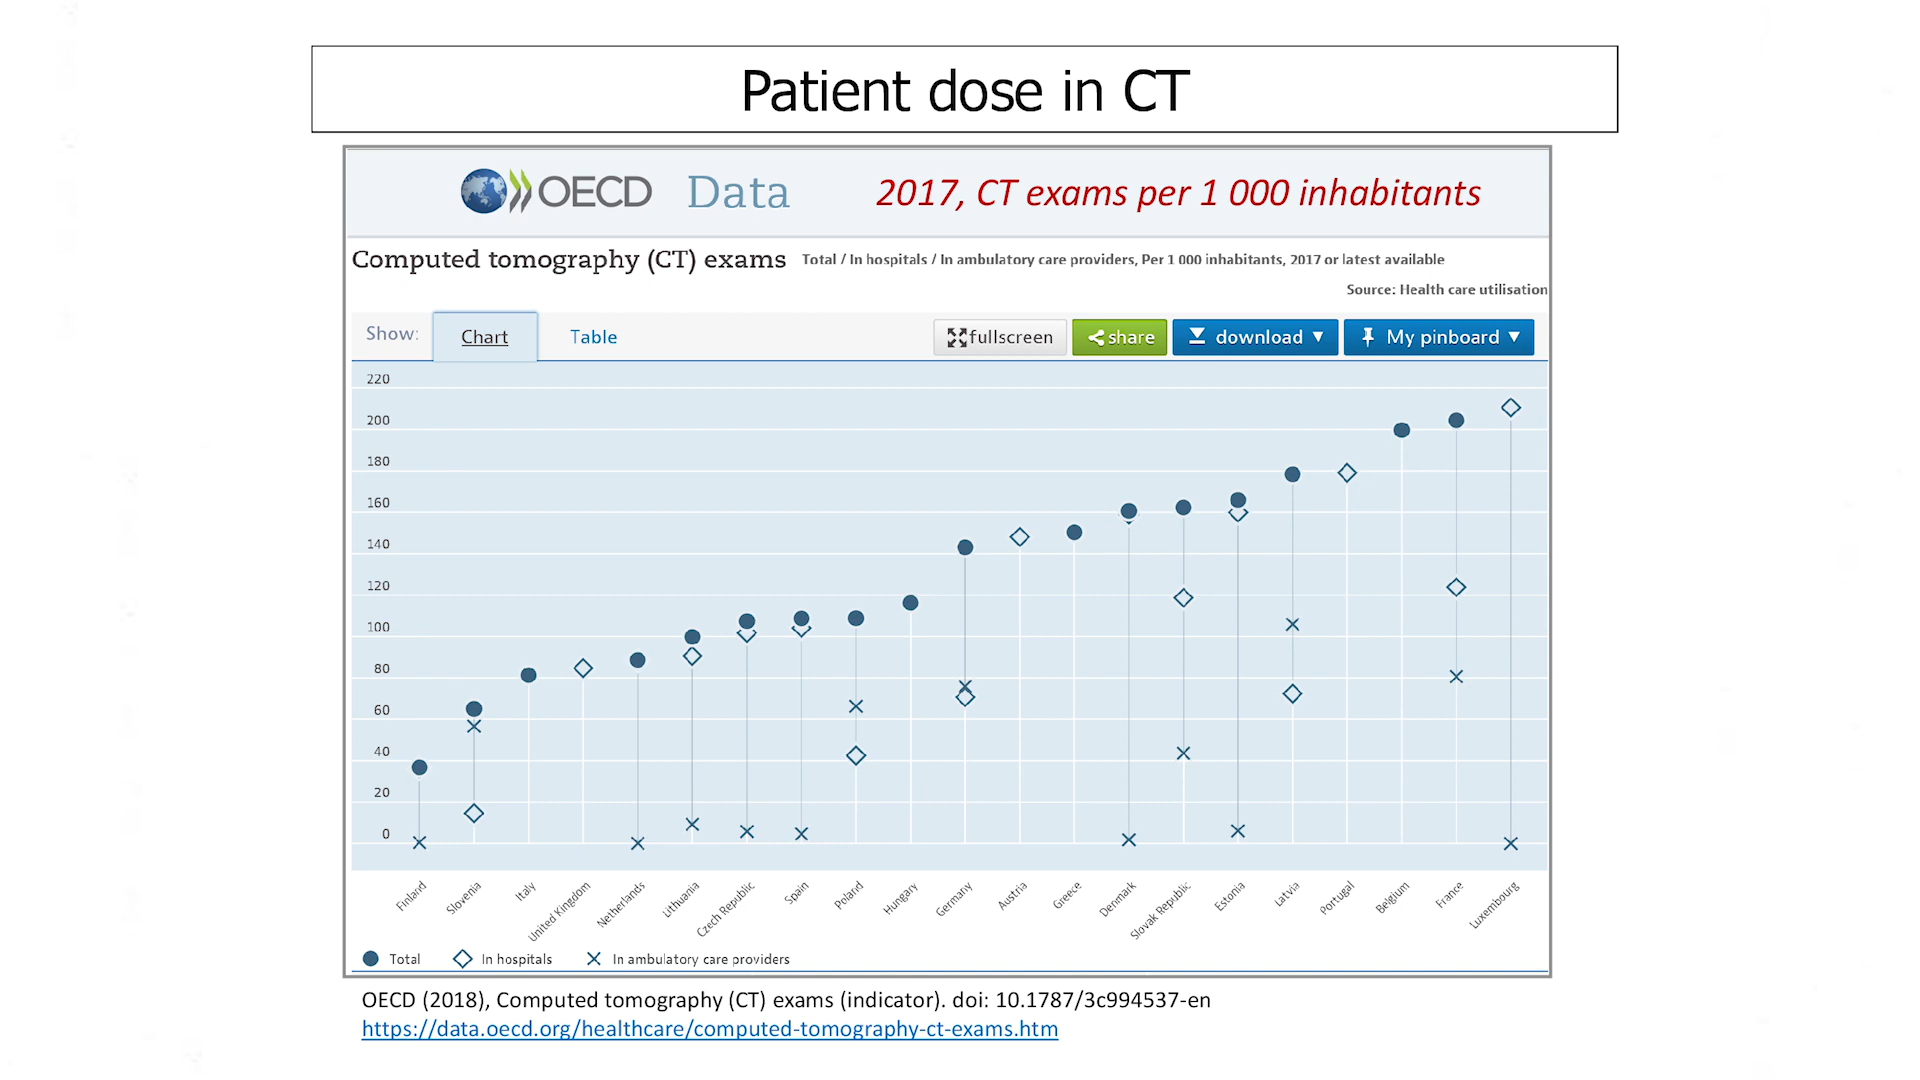 Patient dose in CT
OECD Data 2017, CT exams per 1 000 inhabitants
Computed tomography (CT) exams Total / In hospitals / In ambulatory care providers, Per 1 000 inhabitants, 2017 or latest available
Source: Health care utilisation
Show: Chart Table fullscreen share download ▼ My pinboard ▼
220
200
180
160
140
120
100
80
60
40
20
0
Finland
Slovenia
Italy
United Kingdom
Netherlands
Lithuania
Czech Republic
Spain
Poland
Hungary
Germany
Austria
Greece
Denmark
Slovak Republic
Estonia
Latvia
Portugal
Belgium
France
Luxembourg
Total In hospitals In ambulatory care providers
OECD (2018), Computed tomography (CT) exams (indicator). doi: 10.1787/3c994537-en
https://data.oecd.org/healthcare/computed-tomography-ct-exams.htm